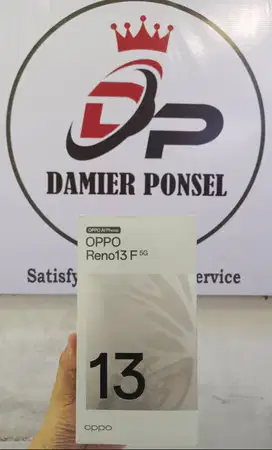 DP
DAMIER PONSEL
Satisfy
ervice
OPPO AI Phone
OPPO
Reno13 F 5G
13
oppo